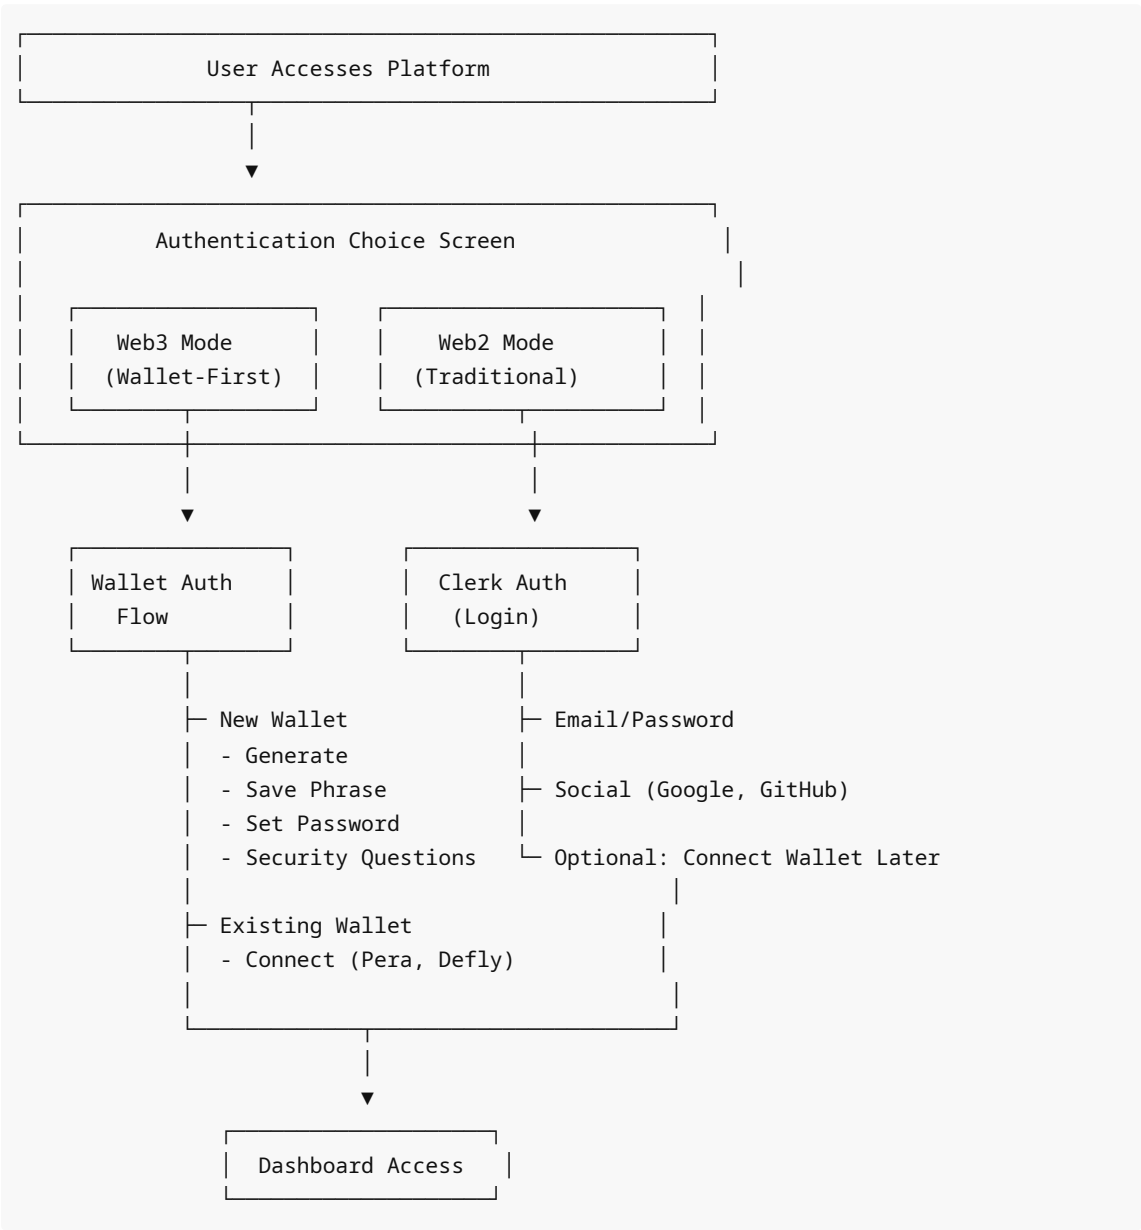 User Accesses Platform
Authentication Choice Screen
Web3 Mode Web2 Mode
(Wallet-First) (Traditional)
Wallet Auth Clerk Auth
Flow (Login)
New Wallet Email/Password
- Generate
- Save Phrase Social (Google, GitHub)
- Set Password
- Security Questions Optional: Connect Wallet Later
Existing Wallet
- Connect (Pera, Defly)
Dashboard Access